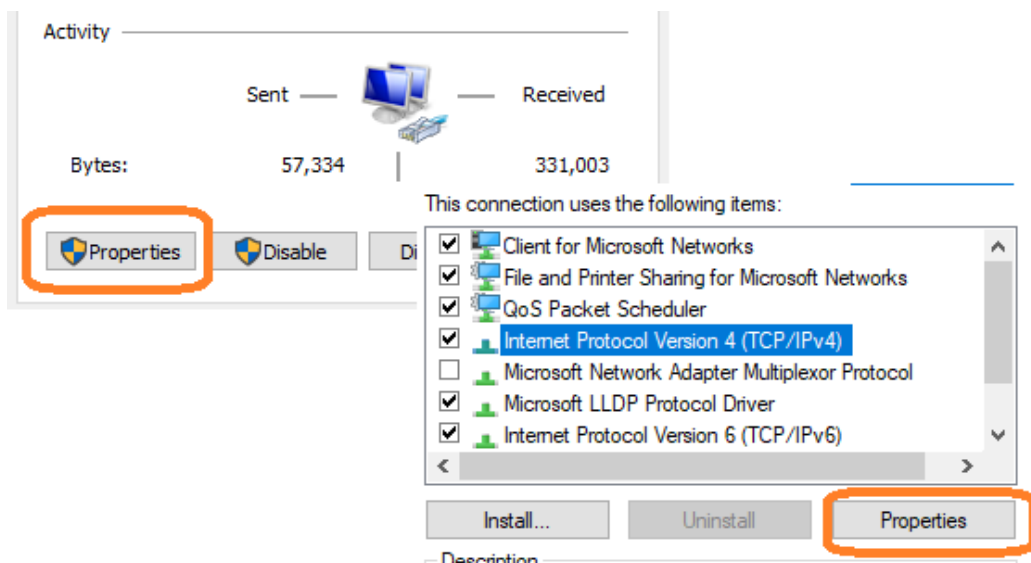 Activity
Sent
Received
Bytes:
57,334
331,003
Properties
Disable
Di
This connection uses the following items:
Client for Microsoft Networks
File and Printer Sharing for Microsoft Networks
QoS Packet Scheduler
Internet Protocol Version 4 (TCP/IPv4)
Microsoft Network Adapter Multiplexor Protocol
Microsoft LLDP Protocol Driver
Internet Protocol Version 6 (TCP/IPv6)
Install...
Uninstall
Properties
Description